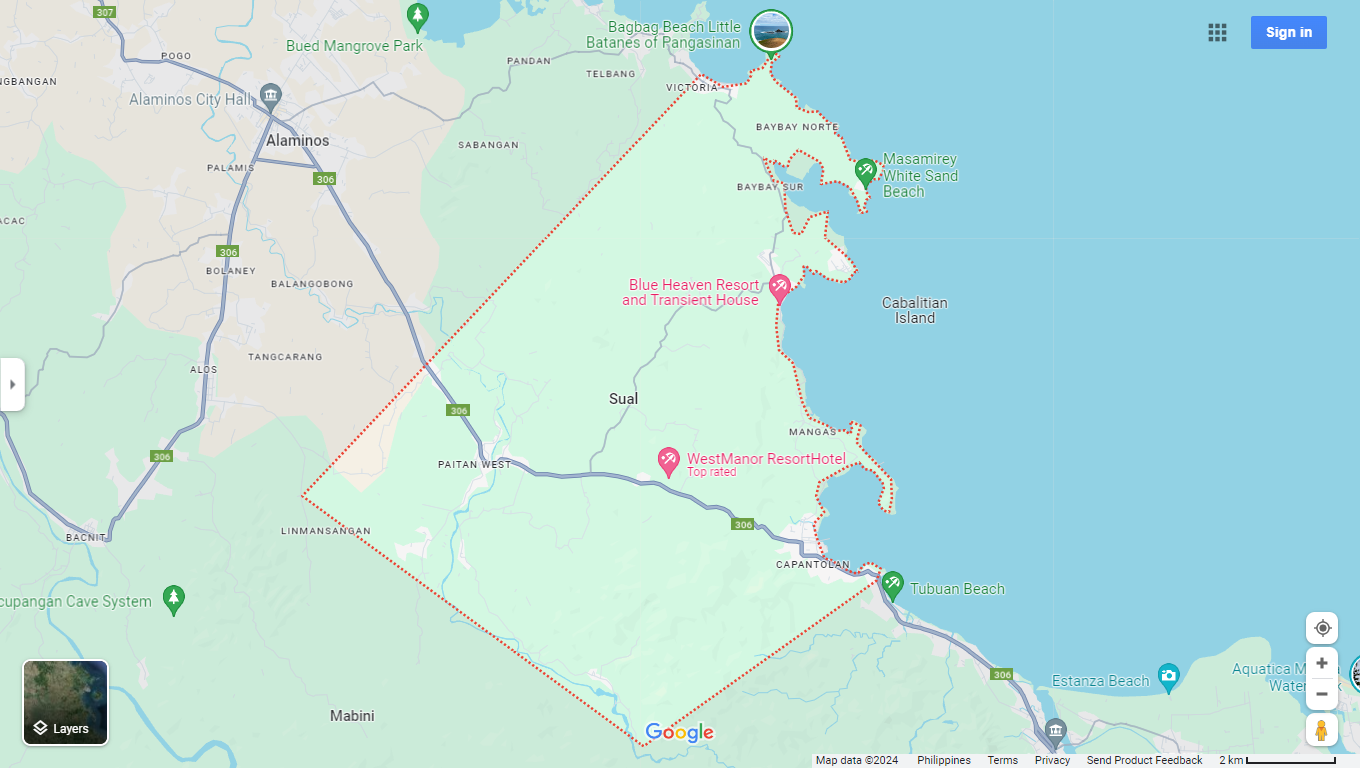 307
Bued Mangrove Park
Bagbag Beach Little
Batanes of Pangasinan
Sign in
POGO
PANDAN
TELBANG
NGBANGAN
VICTORIA
Alaminos City Hall
BAYBAY NORTE
Alaminos
SABANGAN
PALAMIS
306
Masamirey
White Sand
Beach
BAYBAY SUR
ACAC
306
BOLANEY
BALANGOBONG
Blue Heaven Resort
and Transient House
Cabalitian
Island
TANGCARANG
ALOS
Sual
306
MANGAS
306
PAITAN WEST
WestManor ResortHotel
Top rated
LINMANSANGAN
306
BACNIT
CAPANTOLAN
Tubuan Beach
cupangan Cave System
306
Estanza Beach
Aquatica M
Water
Layers
Mabini
Google
Map data ©2024
Philippines
Terms
Privacy
Send Product Feedback
2 km